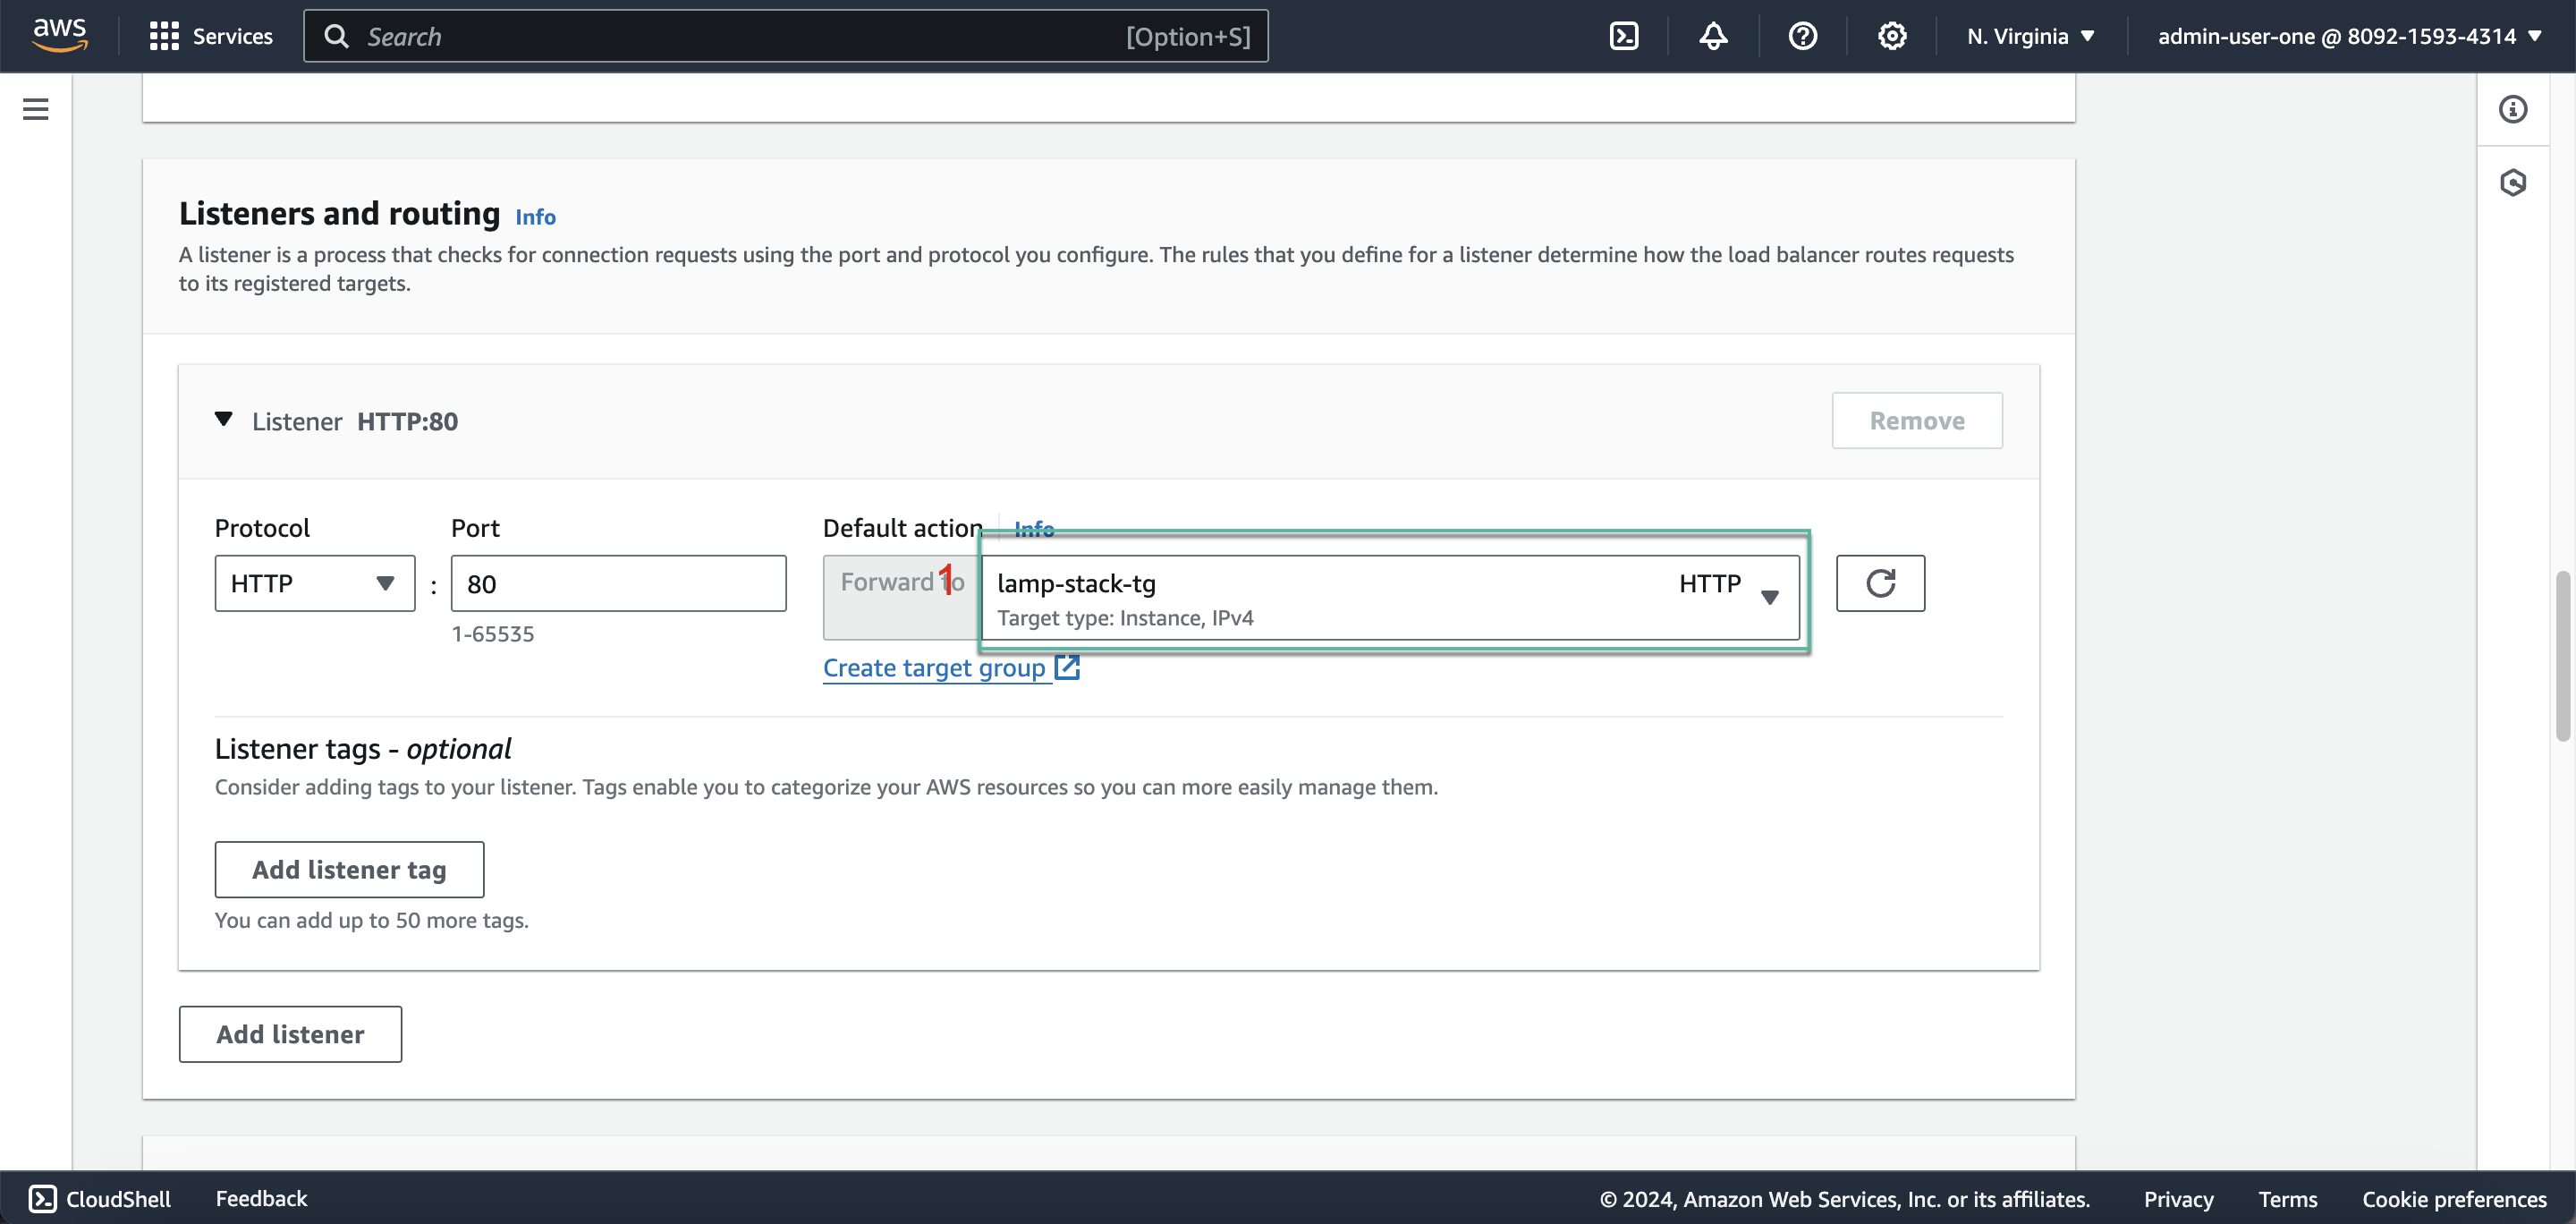 aws
Services
Search
[Option+S]
N. Virginia
admin-user-one @ 8092-1593-4314
Listeners and routing Info
A listener is a process that checks for connection requests using the port and protocol you configure. The rules that you define for a listener determine how the load balancer routes requests
to its registered targets.
Listener HTTP:80
Remove
Protocol
HTTP
:
Port
80
1-65535
Default action
Info
Forward to
1
lamp-stack-tg
HTTP
Target type: Instance, IPv4
Create target group
Listener tags - optional
Consider adding tags to your listener. Tags enable you to categorize your AWS resources so you can more easily manage them.
Add listener tag
You can add up to 50 more tags.
Add listener
CloudShell
Feedback
© 2024, Amazon Web Services, Inc. or its affiliates.
Privacy
Terms
Cookie preferences